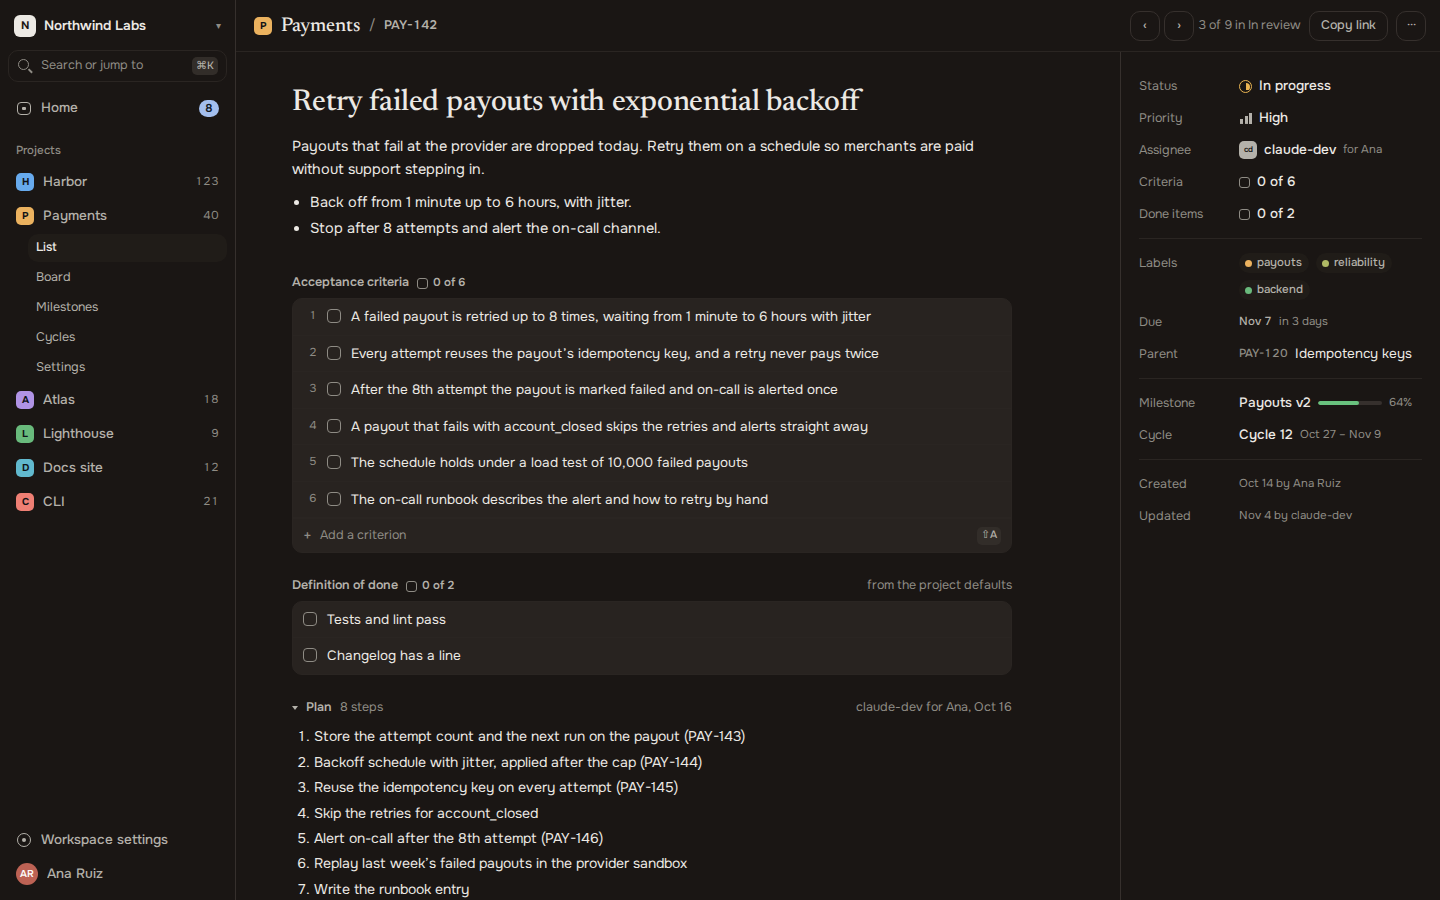 N Northwind Labs
Search or jump to ⌘K
Home 8
Projects
H Harbor 123
P Payments 40
List
Board
Milestones
Cycles
Settings
A Atlas 18
L Lighthouse 9
D Docs site 12
C CLI 21
Workspace settings
AR Ana Ruiz
P Payments / PAY-142
‹ › 3 of 9 in In review Copy link ...
Retry failed payouts with exponential backoff
Payouts that fail at the provider are dropped today. Retry them on a schedule so merchants are paid
without support stepping in.
• Back off from 1 minute up to 6 hours, with jitter.
• Stop after 8 attempts and alert the on-call channel.
Acceptance criteria 0 of 6
1 A failed payout is retried up to 8 times, waiting from 1 minute to 6 hours with jitter
2 Every attempt reuses the payout's idempotency key, and a retry never pays twice
3 After the 8th attempt the payout is marked failed and on-call is alerted once
4 A payout that fails with account_closed skips the retries and alerts straight away
5 The schedule holds under a load test of 10,000 failed payouts
6 The on-call runbook describes the alert and how to retry by hand
+ Add a criterion ⇧A
Definition of done 0 of 2 from the project defaults
Tests and lint pass
Changelog has a line
Plan 8 steps claude-dev for Ana, Oct 16
1. Store the attempt count and the next run on the payout (PAY-143)
2. Backoff schedule with jitter, applied after the cap (PAY-144)
3. Reuse the idempotency key on every attempt (PAY-145)
4. Skip the retries for account_closed
5. Alert on-call after the 8th attempt (PAY-146)
6. Replay last week's failed payouts in the provider sandbox
7. Write the runbook entry
Status In progress
Priority High
Assignee cd claude-dev for Ana
Criteria 0 of 6
Done items 0 of 2
Labels payouts reliability
backend
Due Nov 7 in 3 days
Parent PAY-120 Idempotency keys
Milestone Payouts v2 64%
Cycle Cycle 12 Oct 27 – Nov 9
Created Oct 14 by Ana Ruiz
Updated Nov 4 by claude-dev